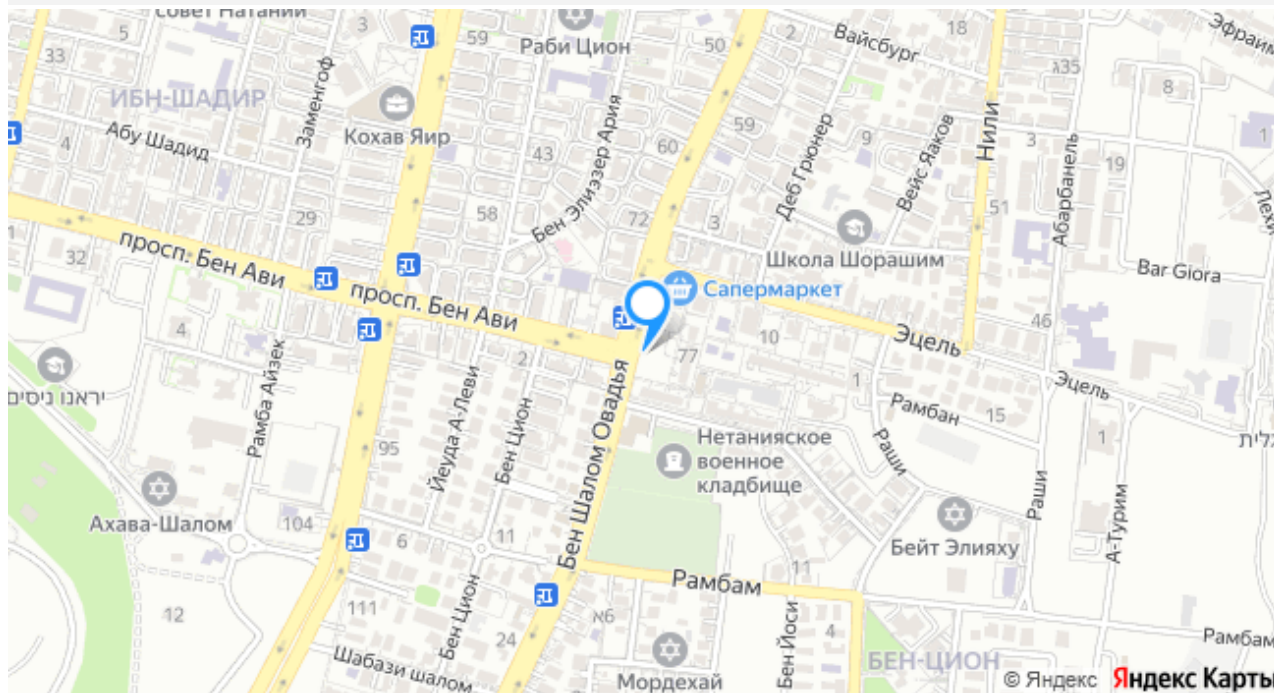 совет Натании
5
3
59
Раби Цион
50
2
Вайсбург
18
Эфраим
33
ג35
8
ИБН-ШАДИР
Заменгоф
Кохав Яир
Абу Шадид
4
43
Бен Элиэзер Ария
60
59
Деб Грюнер
9
Вейс Яаков
Нили
3
19
1
Абарбанель
Лехи
29
58
72
3
51
Школа Шорашим
Bar Giora
32
просп. Бен Ави
просп. Бен Ави
Сапермаркет
4
2
77
10
Эцель
46
Эцель
1
יראנו ניסים
Рамба Айзек
Йеуда А-Леви
Бен Цион
Бен Шалом Овадья
Рамбан
15
1
95
Нетанияское
военное
кладбище
Раши
Раши
А-Турим
Ахава-Шалом
104
6
11
Бейт Элияху
Рамбам
11
12
111
Бен Цион
24
א6
Бен Йоси
4
Рамбам
Шабази шалом
Мордехай
БЕН-ЦИОН
© Яндекс Яндекс Карты